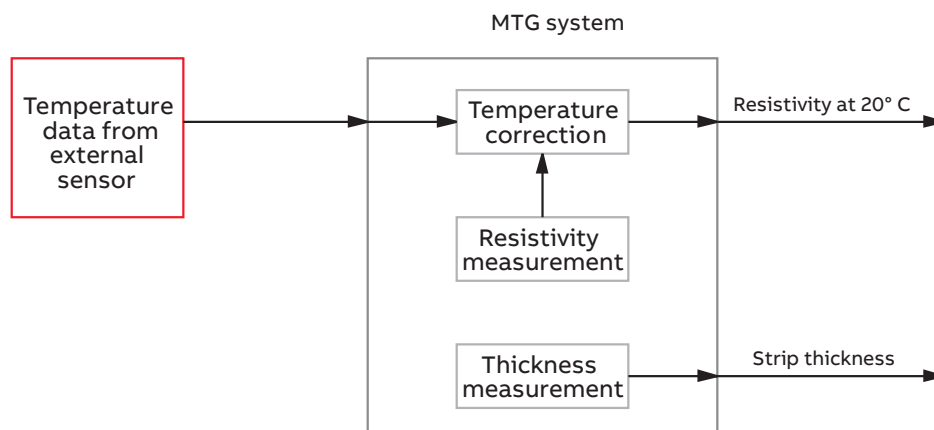 MTG system
Temperature
data from
external
sensor
Temperature
correction
Resistivity at 20° C
Resistivity
measurement
Thickness
measurement
Strip thickness